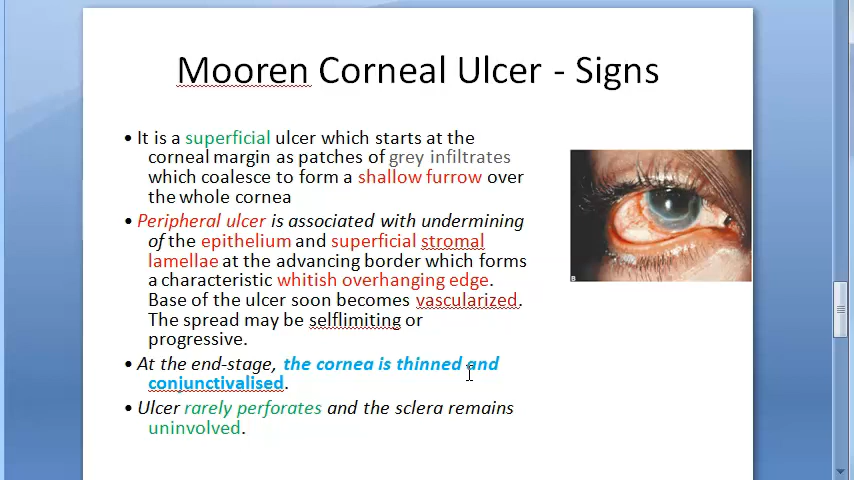 Mooren Corneal Ulcer - Signs
• It is a superficial ulcer which starts at the
corneal margin as patches of grey infiltrates
which coalesce to form a shallow furrow over
the whole cornea
• Peripheral ulcer is associated with undermining
of the epithelium and superficial stromal
lamellae at the advancing border which forms
a characteristic whitish overhanging edge.
Base of the ulcer soon becomes vascularized.
The spread may be selflimiting or
progressive.
• At the end-stage, the cornea is thinned and
conjunctivalised.
• Ulcer rarely perforates and the sclera remains
uninvolved.
B